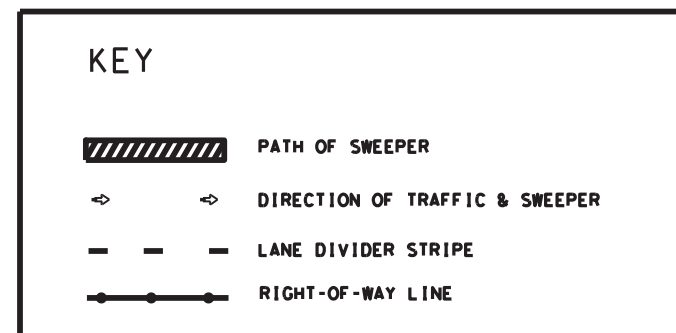 KEY
PATH OF SWEEPER
DIRECTION OF TRAFFIC & SWEEPER
LANE DIVIDER STRIPE
RIGHT-OF-WAY LINE